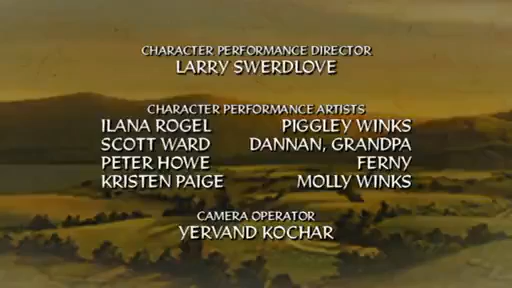 CHARACTER PERFORMANCE DIRECTOR
LARRY SWERDLOVE
CHARACTER PERFORMANCE ARTISTS
ILANA ROGEL PIGGLEY WINKS
SCOTT WARD DANNAN, GRANDPA
PETER HOWE FERNY
KRISTEN PAIGE MOLLY WINKS
CAMERA OPERATOR
YERVAND KOCHAR